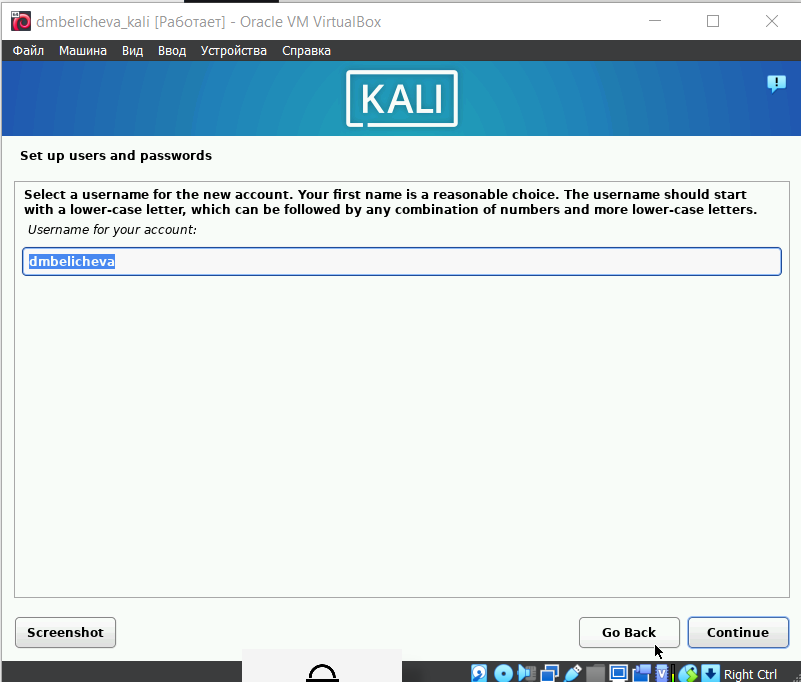 dmbelicheva_kali [Работает] - Oracle VM VirtualBox
Файл Машина Вид Ввод Устройства Справка
KALI
Set up users and passwords
Select a username for the new account. Your first name is a reasonable choice. The username should start
with a lower-case letter, which can be followed by any combination of numbers and more lower-case letters.
Username for your account:
dmbelicheva
Screenshot Go Back Continue
Right Ctrl